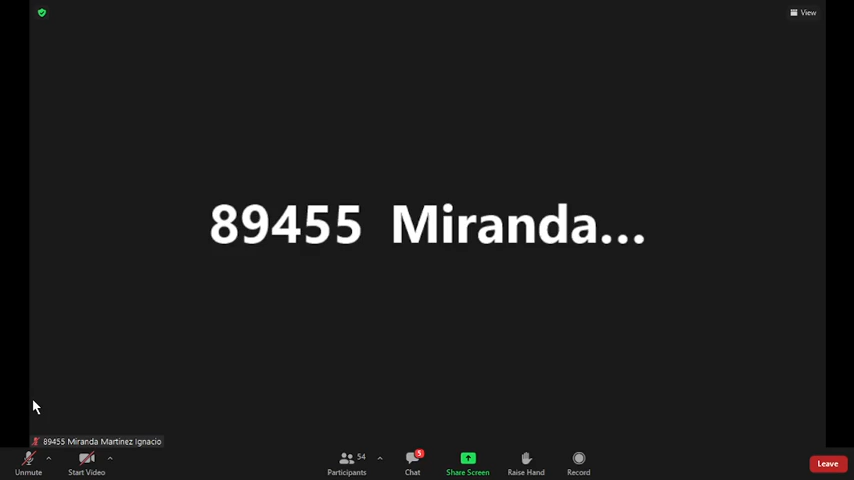 View
89455 Miranda...
89455 Miranda Martinez Ignacio
54
5
Unmute
Start Video
Participants
Chat
Share Screen
Raise Hand
Record
Leave